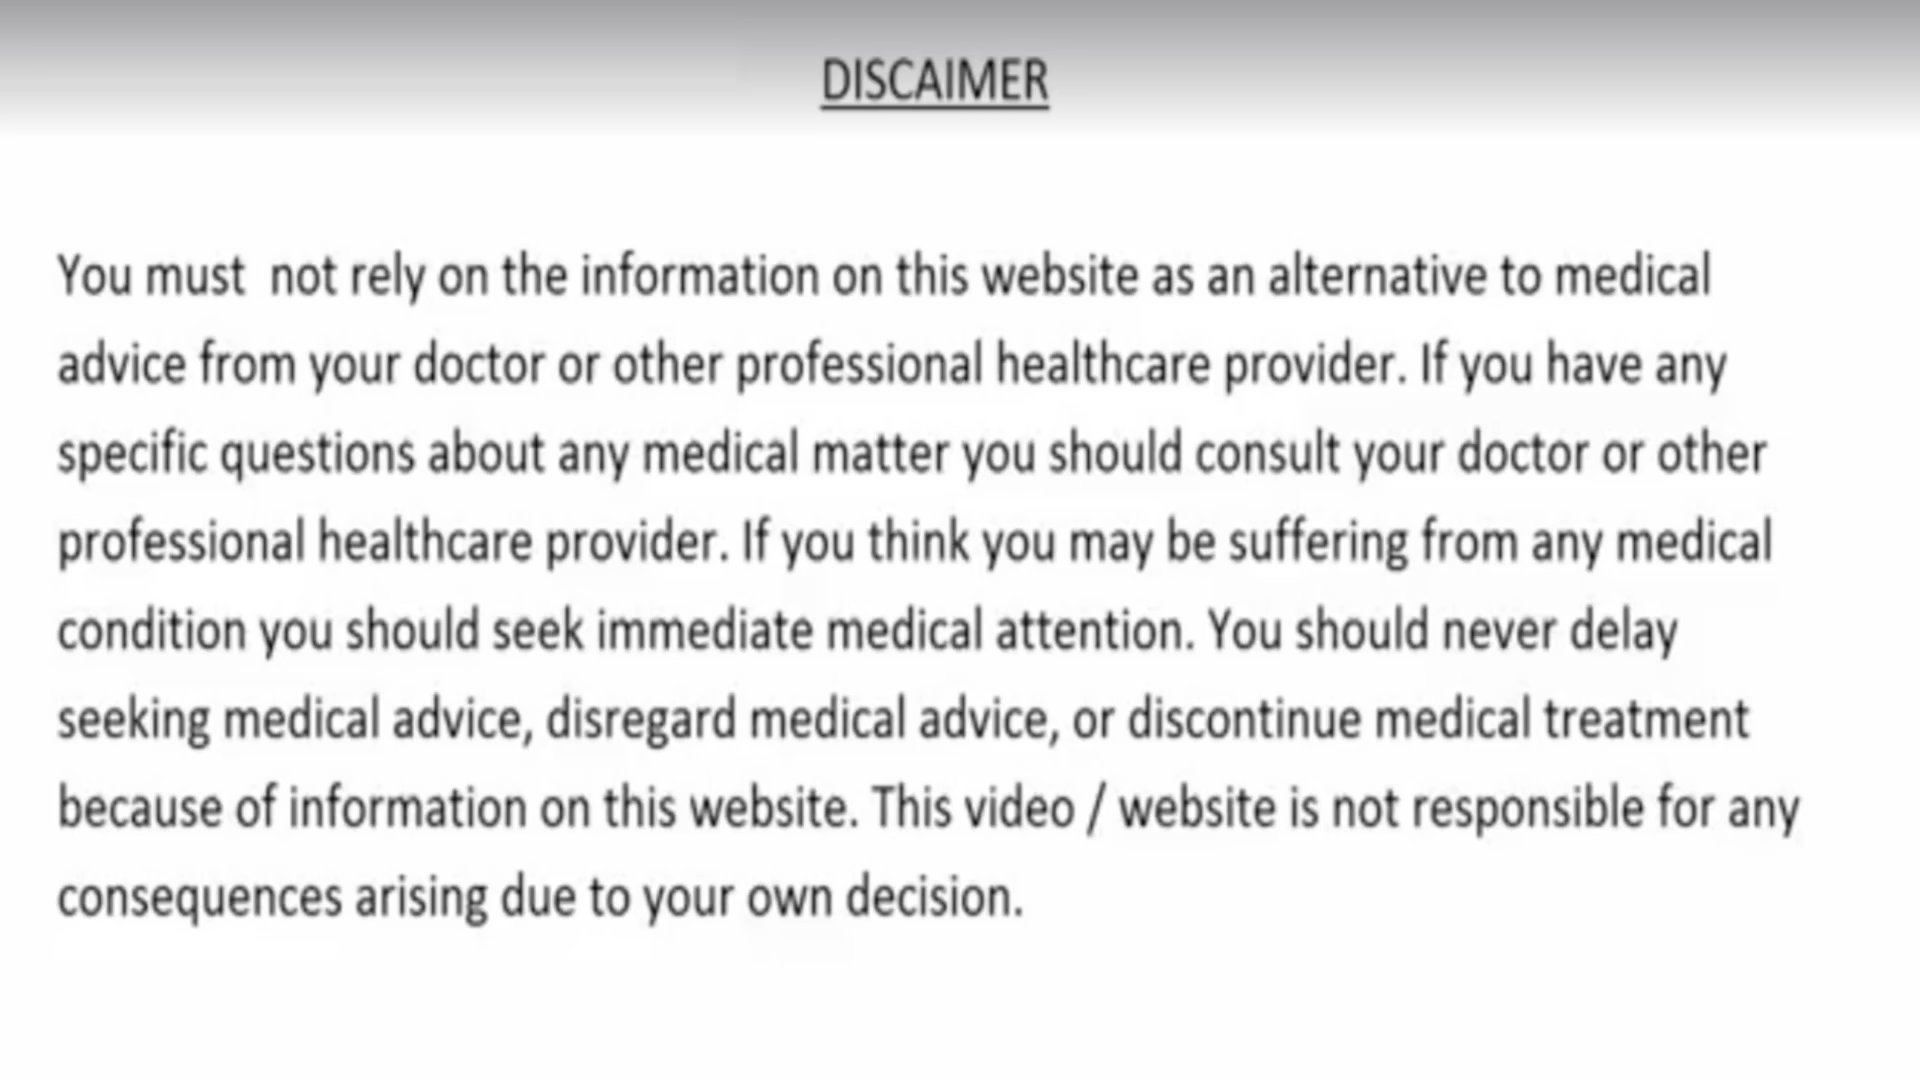 DISCAIMER
You must  not rely on the information on this website as an alternative to medical
advice from your doctor or other professional healthcare provider. If you have any
specific questions about any medical matter you should consult your doctor or other
professional healthcare provider. If you think you may be suffering from any medical
condition you should seek immediate medical attention. You should never delay
seeking medical advice, disregard medical advice, or discontinue medical treatment
because of information on this website. This video / website is not responsible for any
consequences arising due to your own decision.